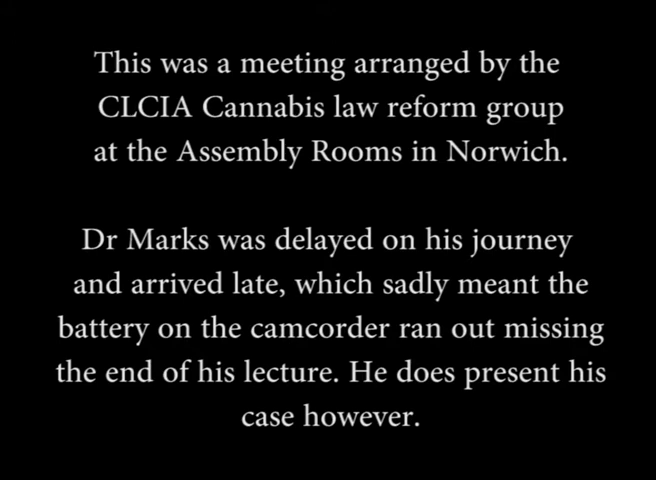 This was a meeting arranged by the
CLCIA Cannabis law reform group
at the Assembly Rooms in Norwich.
Dr Marks was delayed on his journey
and arrived late, which sadly meant the
battery on the camcorder ran out missing
the end of his lecture. He does present his
case however.